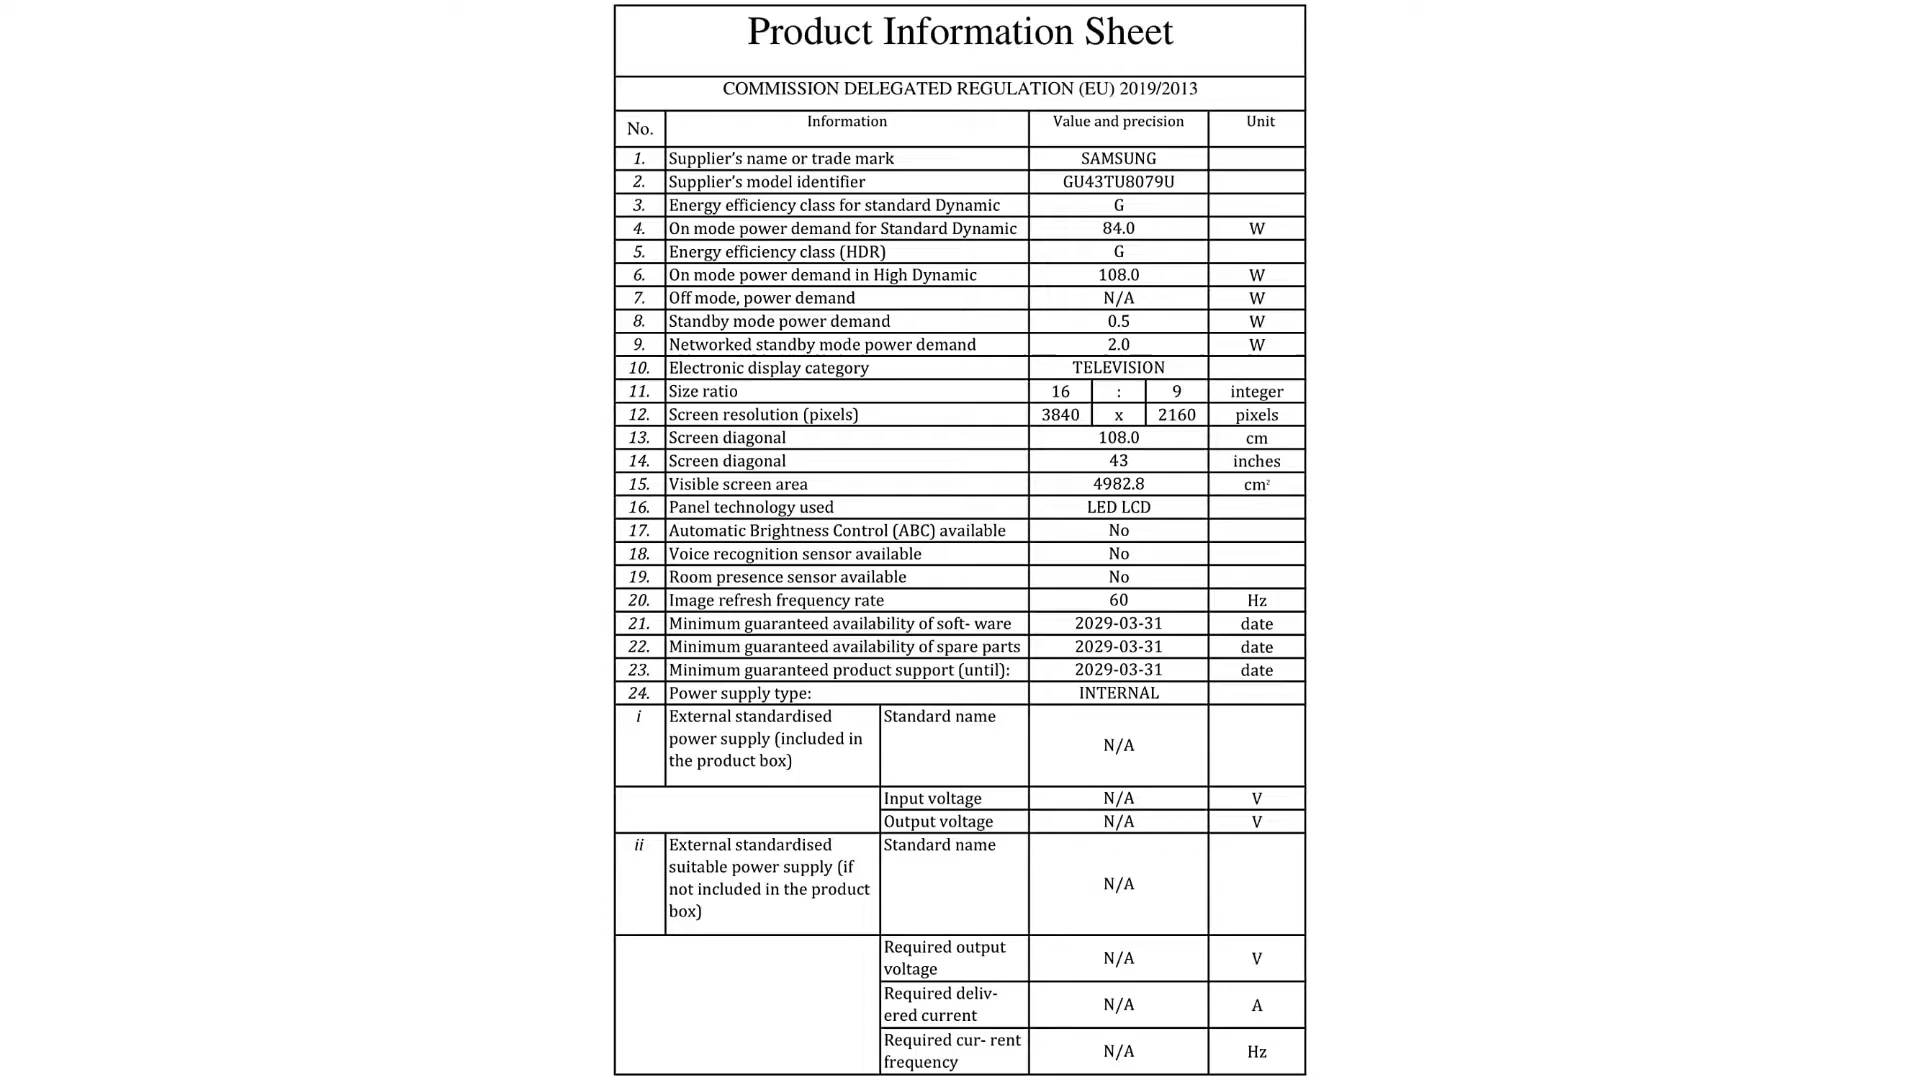 Product Information Sheet
COMMISSION DELEGATED REGULATION (EU) 2019/2013
No. Information Value and precision Unit
1. Supplier’s name or trade mark SAMSUNG
2. Supplier’s model identifier GU43TU8079U
3. Energy efficiency class for standard Dynamic G
4. On mode power demand for Standard Dynamic 84.0 W
5. Energy efficiency class (HDR) G
6. On mode power demand in High Dynamic 108.0 W
7. Off mode, power demand N/A W
8. Standby mode power demand 0.5 W
9. Networked standby mode power demand 2.0 W
10. Electronic display category TELEVISION
11. Size ratio 16 : 9 integer
12. Screen resolution (pixels) 3840 x 2160 pixels
13. Screen diagonal 108.0 cm
14. Screen diagonal 43 inches
15. Visible screen area 4982.8 cm²
16. Panel technology used LED LCD
17. Automatic Brightness Control (ABC) available No
18. Voice recognition sensor available No
19. Room presence sensor available No
20. Image refresh frequency rate 60 Hz
21. Minimum guaranteed availability of soft- ware 2029-03-31 date
22. Minimum guaranteed availability of spare parts 2029-03-31 date
23. Minimum guaranteed product support (until): 2029-03-31 date
24. Power supply type: INTERNAL
i External standardised Standard name
power supply (included in N/A
the product box)
Input voltage N/A V
Output voltage N/A V
ii External standardised Standard name
suitable power supply (if
not included in the product N/A
box)
Required output
voltage N/A V
Required deliv-
ered current N/A A
Required cur- rent
frequency N/A Hz